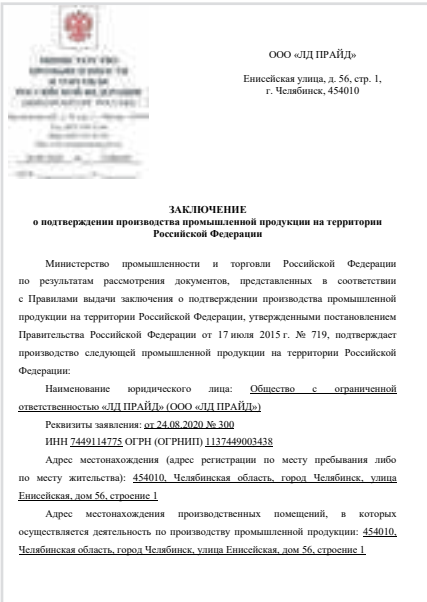 МИНИСТЕРСТВО
ПРОМЫШЛЕННОСТИ
И ТОРГОВЛИ
РОССИЙСКОЙ ФЕДЕРАЦИИ
ООО «ЛД ПРАЙД»
Енисейская улица, д. 56, стр. 1,
г. Челябинск, 454010
ЗАКЛЮЧЕНИЕ
о подтверждении производства промышленной продукции на территории
Российской Федерации
Министерство промышленности и торговли Российской Федерации
по результатам рассмотрения документов, представленных в соответствии
с Правилами выдачи заключения о подтверждении производства промышленной
продукции на территории Российской Федерации, утвержденными постановлением
Правительства Российской Федерации от 17 июля 2015 г. № 719, подтверждает
производство следующей промышленной продукции на территории Российской
Федерации:
Наименование юридического лица: Общество с ограниченной
ответственностью «ЛД ПРАЙД» (ООО «ЛД ПРАЙД»)
Реквизиты заявления: от 24.08.2020 № 300
ИНН 7449114775 ОГРН (ОГРНИП) 1137449003438
Адрес местонахождения (адрес регистрации по месту пребывания либо
по месту жительства): 454010, Челябинская область, город Челябинск, улица
Енисейская, дом 56, строение 1
Адрес местонахождения производственных помещений, в которых
осуществляется деятельность по производству промышленной продукции: 454010,
Челябинская область, город Челябинск, улица Енисейская, дом 56, строение 1